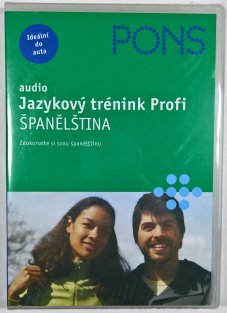 Ideální
do
auta
PONS
audio
Jazykový trénink Profi
ŠPANĚLŠTINA
Zdokonalte si svou španělštinu